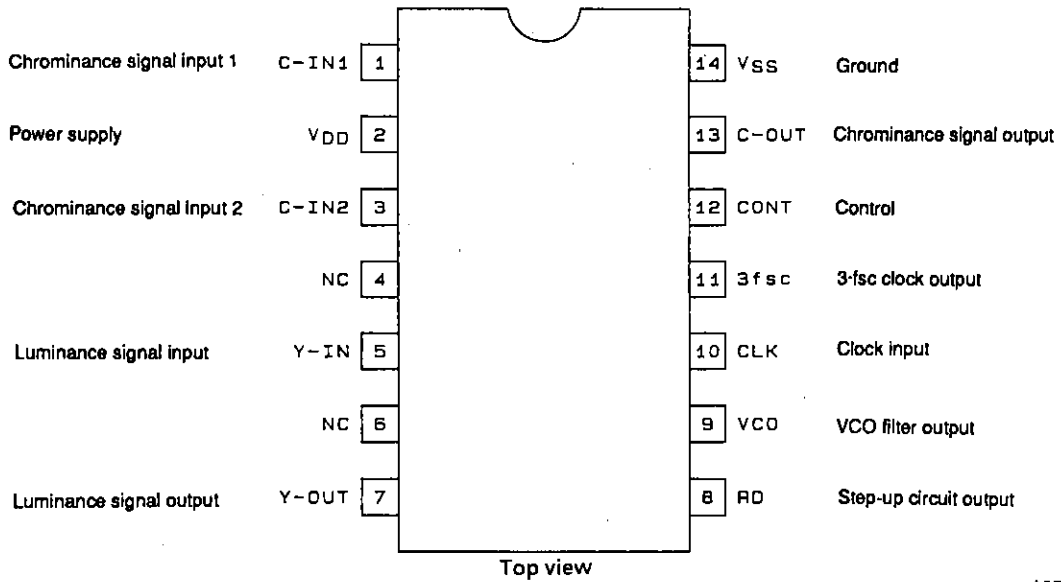 Chrominance signal input 1 C-IN1 1 14 VSS Ground
Power supply VDD 2 13 C-OUT Chrominance signal output
Chrominance signal input 2 C-IN2 3 12 CONT Control
NC 4 11 3fsc 3-fsc clock output
Luminance signal input Y-IN 5 10 CLK Clock input
NC 6 9 VCO VCO filter output
Luminance signal output Y-OUT 7 8 RD Step-up circuit output
Top view